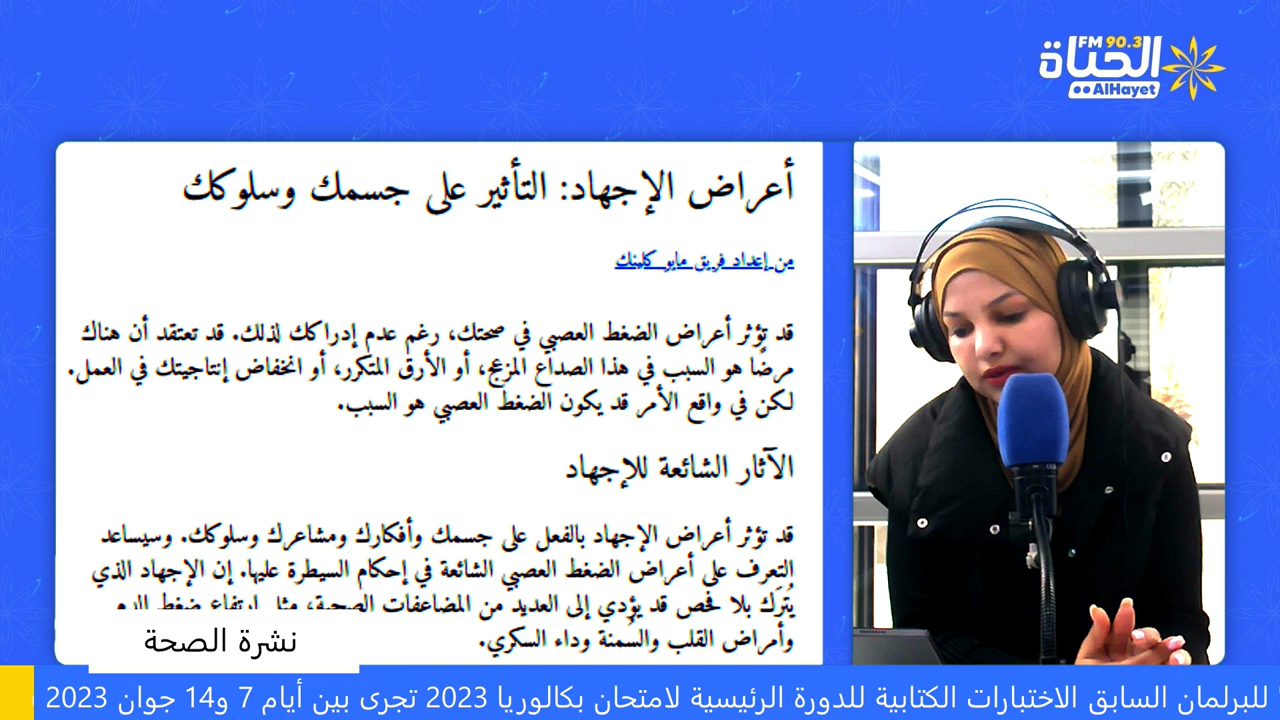 FM 90.3
الحياة
AlHayet
أعراض الإجهاد: التأثير على جسمك وسلوكك
من إعداد فريق مايو كلينك
قد تؤثر أعراض الضغط العصبي في صحتك، رغم عدم إدراكك لذلك. قد تعتقد أن هناك
مرضًا هو السبب في هذا الصداع المزعج، أو الأرق المتكرر، أو انخفاض إنتاجيتك في العمل.
لكن في واقع الأمر قد يكون الضغط العصبي هو السبب.
الآثار الشائعة للإجهاد
قد تؤثر أعراض الإجهاد بالفعل على جسمك وأفكارك ومشاعرك وسلوكك. وسيساعد
التعرف على أعراض الضغط العصبي الشائعة في إحكام السيطرة عليها. إن الإجهاد الذي
يُترَك بلا فحص قد يؤدي إلى العديد من المضاعفات الصحية، مثل ارتفاع ضغط الدم
وأمراض القلب والسُمنة وداء السكري.
نشرة الصحة
للبرلمان السابق الاختبارات الكتابية للدورة الرئيسية لامتحان بكالوريا 2023 تجرى بين أيام 7 و14 جوان 2023